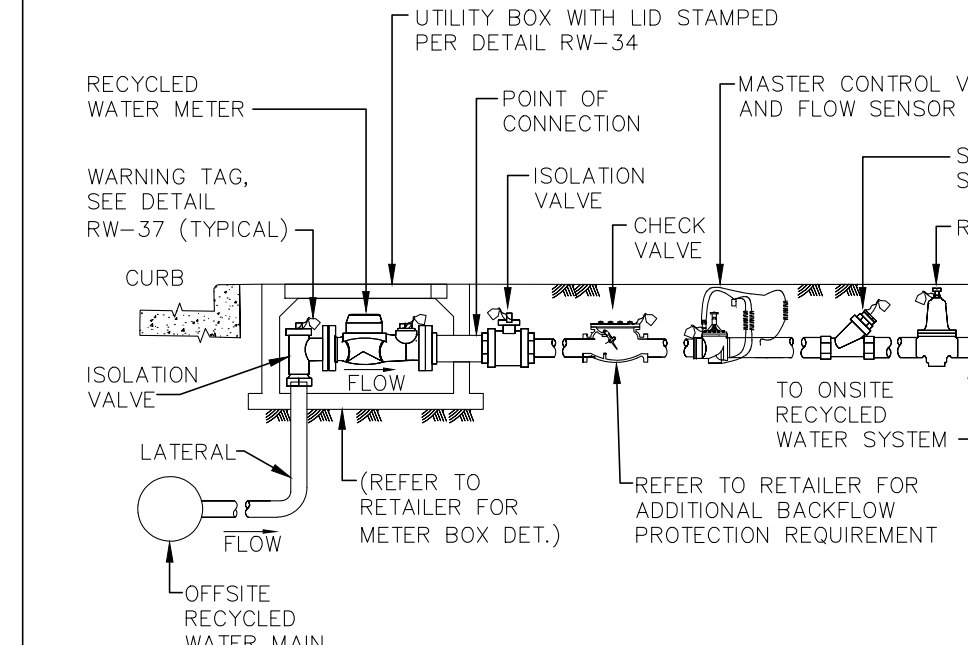 UTILITY BOX WITH LID STAMPED
PER DETAIL RW-34
RECYCLED
WATER METER
POINT OF
CONNECTION
MASTER CONTROL
AND FLOW SENSOR
WARNING TAG,
SEE DETAIL
RW-37 (TYPICAL)
ISOLATION
VALVE
CHECK
VALVE
CURB
ISOLATION
VALVE
FLOW
TO ONSITE
RECYCLED
WATER SYSTEM
LATERAL
(REFER TO
RETAILER FOR
METER BOX DET.)
REFER TO RETAILER FOR
ADDITIONAL BACKFLOW
PROTECTION REQUIREMENT
FLOW
OFFSITE
RECYCLED
WATER MAIN